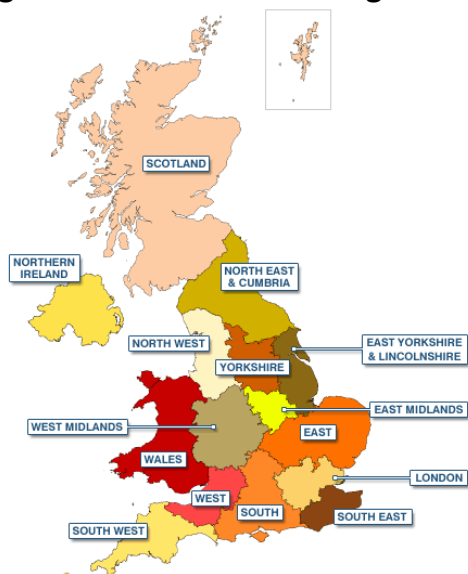 SCOTLAND
NORTHERN
IRELAND
NORTH EAST
& CUMBRIA
NORTH WEST
EAST YORKSHIRE
& LINCOLNSHIRE
YORKSHIRE
EAST MIDLANDS
WEST MIDLANDS
EAST
WALES
LONDON
WEST
SOUTH
SOUTH EAST
SOUTH WEST